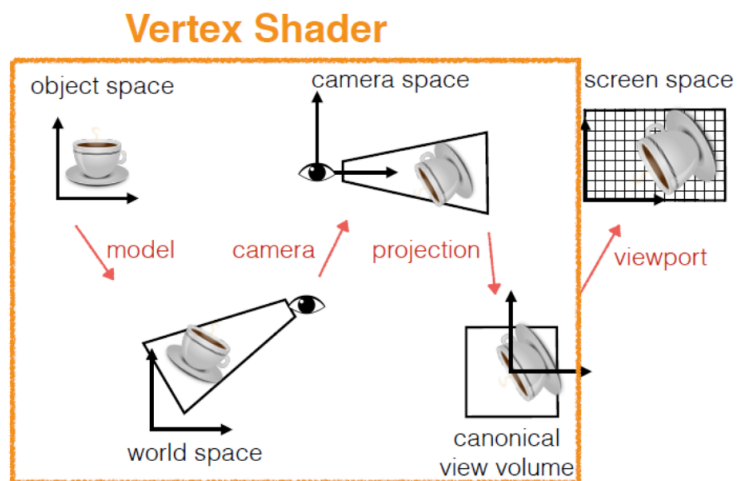 Vertex Shader
object space
camera space
screen space
model
camera
projection
viewport
world space
canonical
view volume